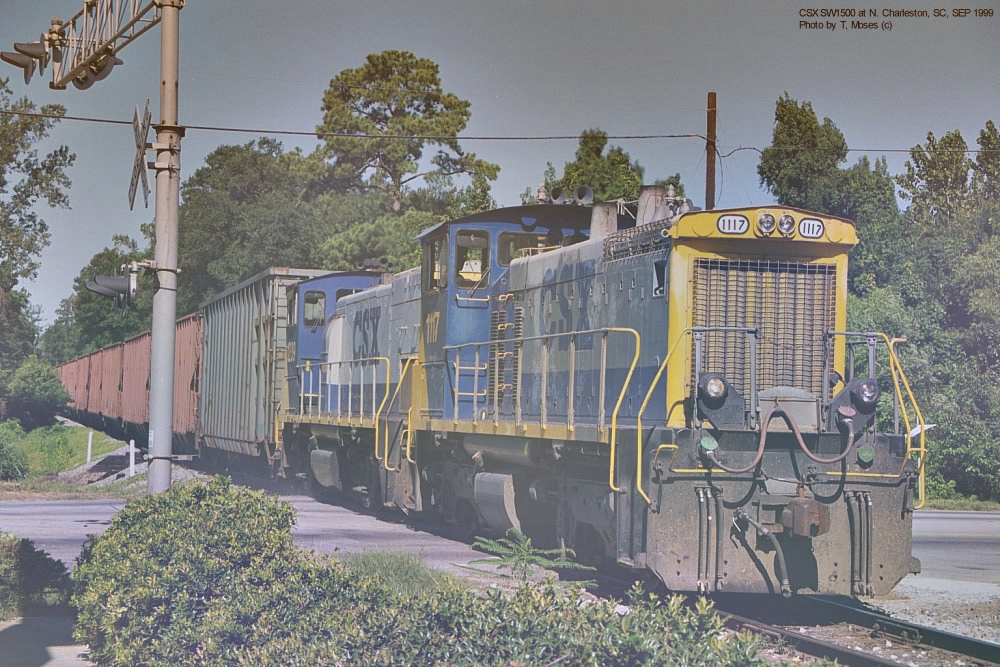 CSX SW1500 at N. Charleston, SC, SEP 1999
Photo by T, Moses (c)
1117
1117
CSX
1117
CSX